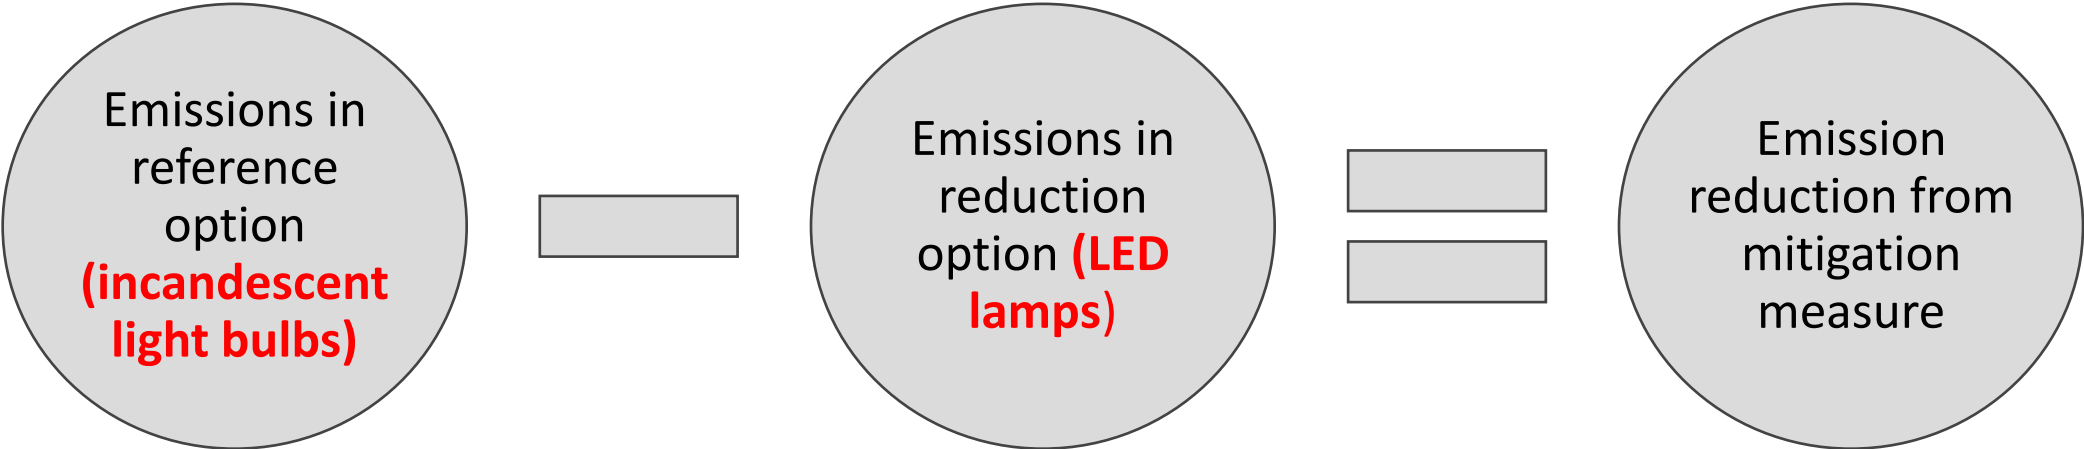 Emissions in
reference
option
(incandescent
light bulbs)
Emissions in
reduction
option (LED
lamps)
Emission
reduction from
mitigation
measure